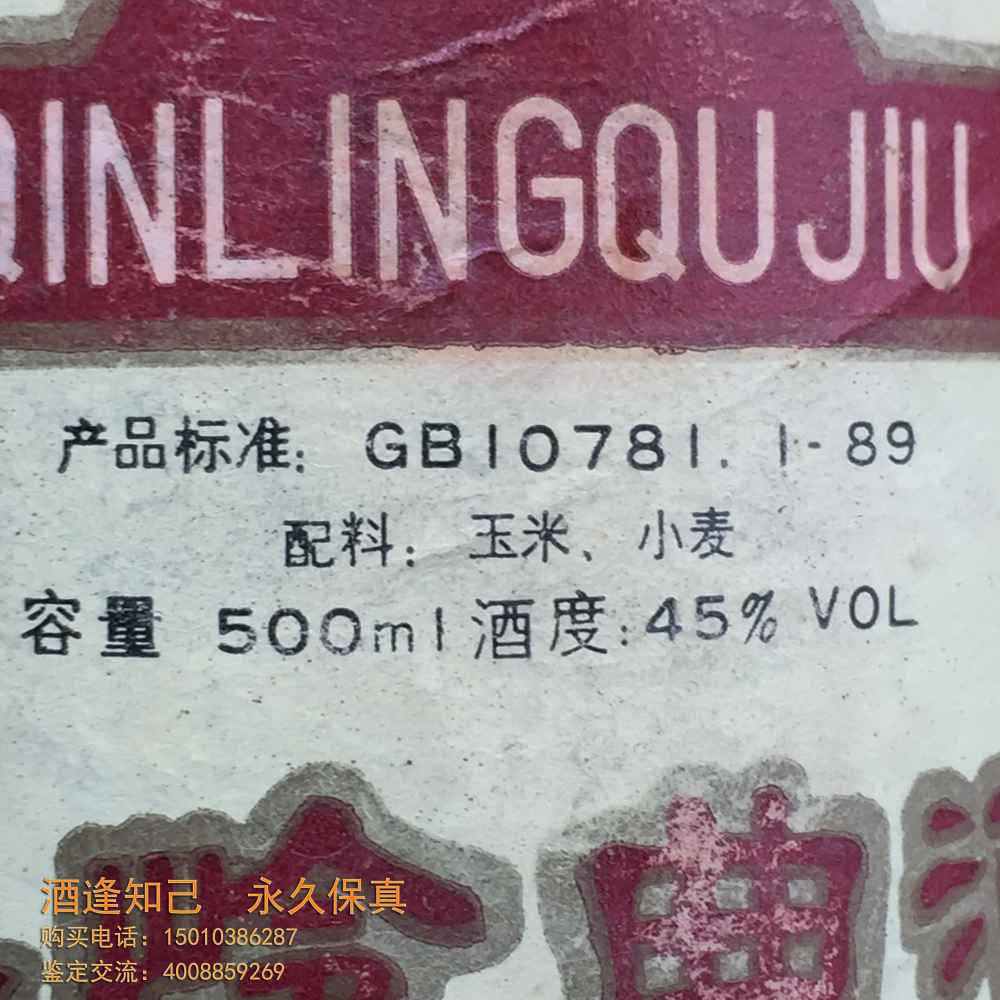 QINLINGQUJIU
产品标准: GB10781.1-89
配料: 玉米、小麦
容量 500ml 酒度:45% VOL
曲
酒逢知己 永久保真
购买电话: 15010386287
鉴定交流: 4008859269